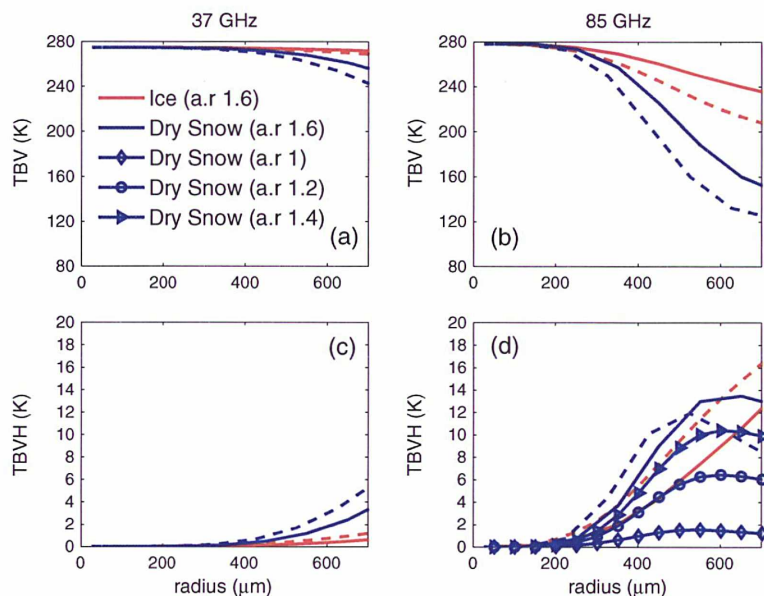 37 GHz
85 GHz
280
240
200
160
120
80
TBV (K)
Ice (a.r 1.6)
Dry Snow (a.r 1.6)
Dry Snow (a.r 1)
Dry Snow (a.r 1.2)
Dry Snow (a.r 1.4)
(a)
0
200
400
600
280
240
200
160
120
80
TBV (K)
(b)
0
200
400
600
20
18
16
14
12
10
8
6
4
2
0
TBVH (K)
(c)
0
200
400
600
radius (μm)
20
18
16
14
12
10
8
6
4
2
0
TBVH (K)
(d)
0
200
400
600
radius (μm)